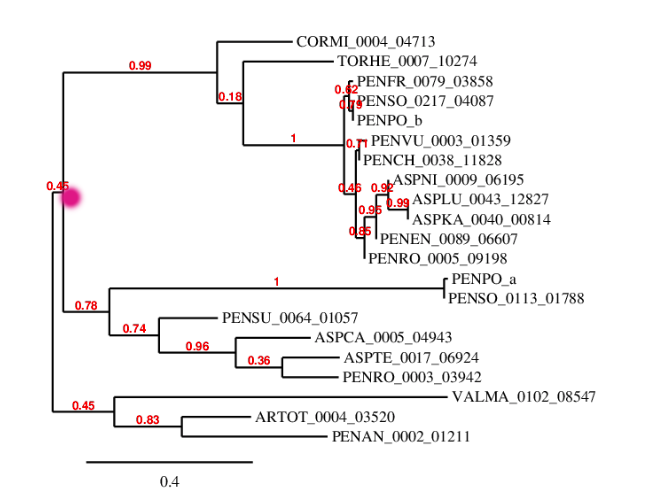 CORMI_0004_04713
0.99
TORHE_0007_10274
PENFR_0079_03858
0.62
0.18
PENSO_0217_04087
0.79
PENPO_b
1
PENVU_0003_01359
0.71
PENCH_0038_11828
ASPNI_0009_06195
0.45
0.46
0.92
ASPLU_0043_12827
0.99
0.95
ASPKA_0040_00814
0.85
PENEN_0089_06607
PENRO_0005_09198
1
PENPO_a
PENSO_0113_01788
0.78
PENSU_0064_01057
0.74
ASPCA_0005_04943
0.96
ASPTE_0017_06924
0.36
PENRO_0003_03942
VALMA_0102_08547
0.45
ARTOT_0004_03520
0.83
PENAN_0002_01211
0.4